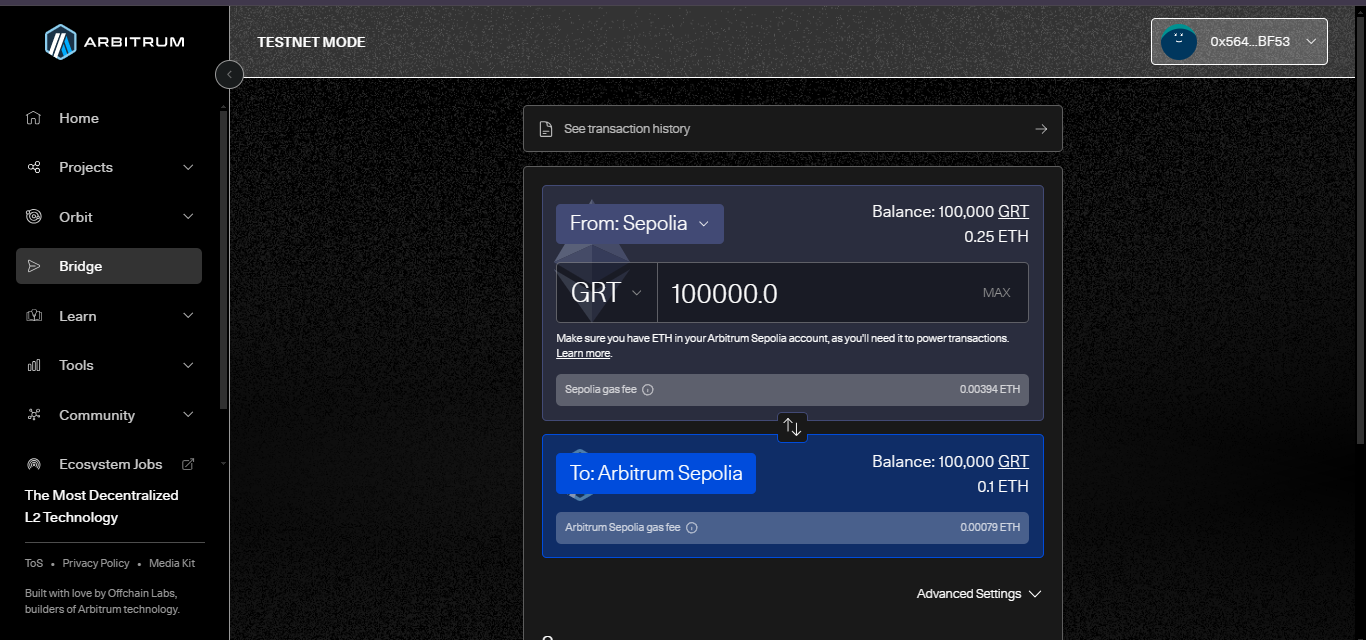 ARBITRUM
TESTNET MODE
0x564...BF53
Home
Projects
Orbit
Bridge
Learn
Tools
Community
Ecosystem Jobs
The Most Decentralized
L2 Technology
ToS • Privacy Policy • Media Kit
Built with love by Offchain Labs,
builders of Arbitrum technology.
See transaction history
From: Sepolia
Balance: 100,000 GRT
0.25 ETH
GRT
100000.0
MAX
Make sure you have ETH in your Arbitrum Sepolia account, as you'll need it to power transactions.
Learn more.
Sepolia gas fee
0.00394 ETH
To: Arbitrum Sepolia
Balance: 100,000 GRT
0.1 ETH
Arbitrum Sepolia gas fee
0.00079 ETH
Advanced Settings